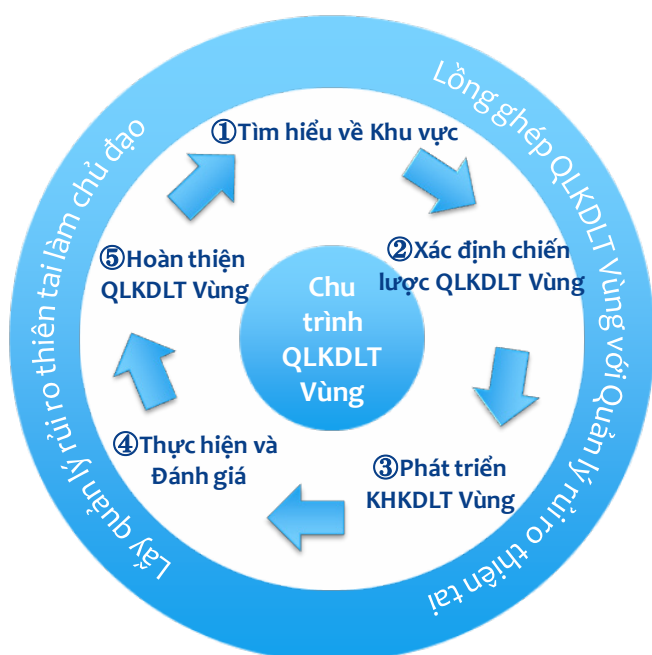 Lồng ghép QLKDLT Vùng với Quản lý rủi ro thiên tai
Lấy quản lý rủi ro thiên tai làm chủ đạo
①Tìm hiểu về Khu vực
②Xác định chiến
lược QLKDLT Vùng
③Phát triển
KHKDLT Vùng
④Thực hiện và
Đánh giá
⑤Hoàn thiện
QLKDLT Vùng
Chu
trình
QLKDLT
Vùng